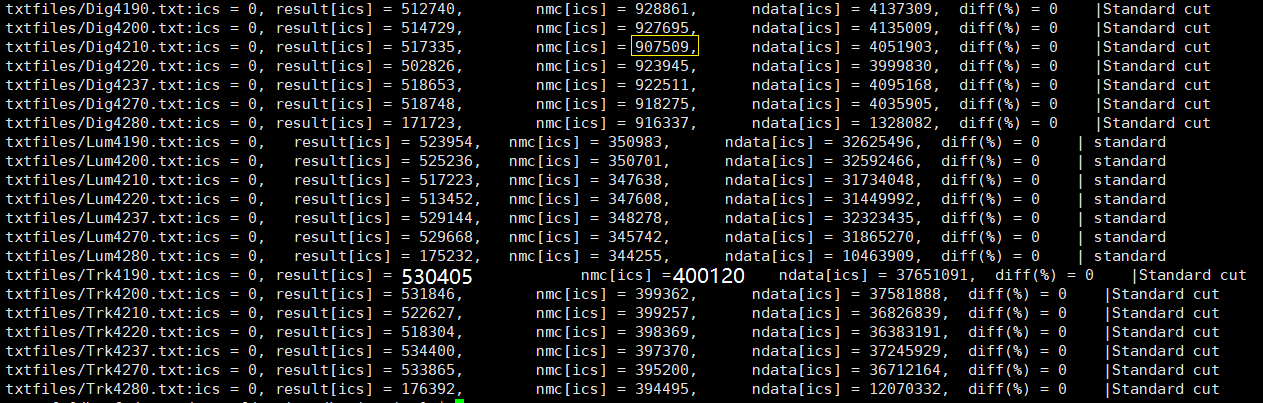 txtfiles/Dig4190.txt:ics = 0, result[ics] = 512740, nmc[ics] = 928861, ndata[ics] = 4137309, diff(%) = 0 |Standard cut
txtfiles/Dig4200.txt:ics = 0, result[ics] = 514729, nmc[ics] = 927695, ndata[ics] = 4135009, diff(%) = 0 |Standard cut
txtfiles/Dig4210.txt:ics = 0, result[ics] = 517335, nmc[ics] = 907509, ndata[ics] = 4051903, diff(%) = 0 |Standard cut
txtfiles/Dig4220.txt:ics = 0, result[ics] = 502826, nmc[ics] = 923945, ndata[ics] = 3999830, diff(%) = 0 |Standard cut
txtfiles/Dig4237.txt:ics = 0, result[ics] = 518653, nmc[ics] = 922511, ndata[ics] = 4095168, diff(%) = 0 |Standard cut
txtfiles/Dig4270.txt:ics = 0, result[ics] = 518748, nmc[ics] = 918275, ndata[ics] = 4035905, diff(%) = 0 |Standard cut
txtfiles/Dig4280.txt:ics = 0, result[ics] = 171723, nmc[ics] = 916337, ndata[ics] = 1328082, diff(%) = 0 |Standard cut
txtfiles/Lum4190.txt:ics = 0, result[ics] = 523954, nmc[ics] = 350983, ndata[ics] = 32625496, diff(%) = 0 | standard
txtfiles/Lum4200.txt:ics = 0, result[ics] = 525236, nmc[ics] = 350701, ndata[ics] = 32592466, diff(%) = 0 | standard
txtfiles/Lum4210.txt:ics = 0, result[ics] = 517223, nmc[ics] = 347638, ndata[ics] = 31734048, diff(%) = 0 | standard
txtfiles/Lum4220.txt:ics = 0, result[ics] = 513452, nmc[ics] = 347608, ndata[ics] = 31449992, diff(%) = 0 | standard
txtfiles/Lum4237.txt:ics = 0, result[ics] = 529144, nmc[ics] = 348278, ndata[ics] = 32323435, diff(%) = 0 | standard
txtfiles/Lum4270.txt:ics = 0, result[ics] = 529668, nmc[ics] = 345742, ndata[ics] = 31865270, diff(%) = 0 | standard
txtfiles/Lum4280.txt:ics = 0, result[ics] = 175232, nmc[ics] = 344255, ndata[ics] = 10463909, diff(%) = 0 | standard
txtfiles/Trk4190.txt:ics = 0, result[ics] = 530405 nmc[ics] =400120 ndata[ics] = 37651091, diff(%) = 0 |Standard cut
txtfiles/Trk4200.txt:ics = 0, result[ics] = 531846, nmc[ics] = 399362, ndata[ics] = 37581888, diff(%) = 0 |Standard cut
txtfiles/Trk4210.txt:ics = 0, result[ics] = 522627, nmc[ics] = 399257, ndata[ics] = 36826839, diff(%) = 0 |Standard cut
txtfiles/Trk4220.txt:ics = 0, result[ics] = 518304, nmc[ics] = 398369, ndata[ics] = 36383191, diff(%) = 0 |Standard cut
txtfiles/Trk4237.txt:ics = 0, result[ics] = 534400, nmc[ics] = 397370, ndata[ics] = 37245929, diff(%) = 0 |Standard cut
txtfiles/Trk4270.txt:ics = 0, result[ics] = 533865, nmc[ics] = 395200, ndata[ics] = 36712164, diff(%) = 0 |Standard cut
txtfiles/Trk4280.txt:ics = 0, result[ics] = 176392, nmc[ics] = 394495, ndata[ics] = 12070332, diff(%) = 0 |Standard cut